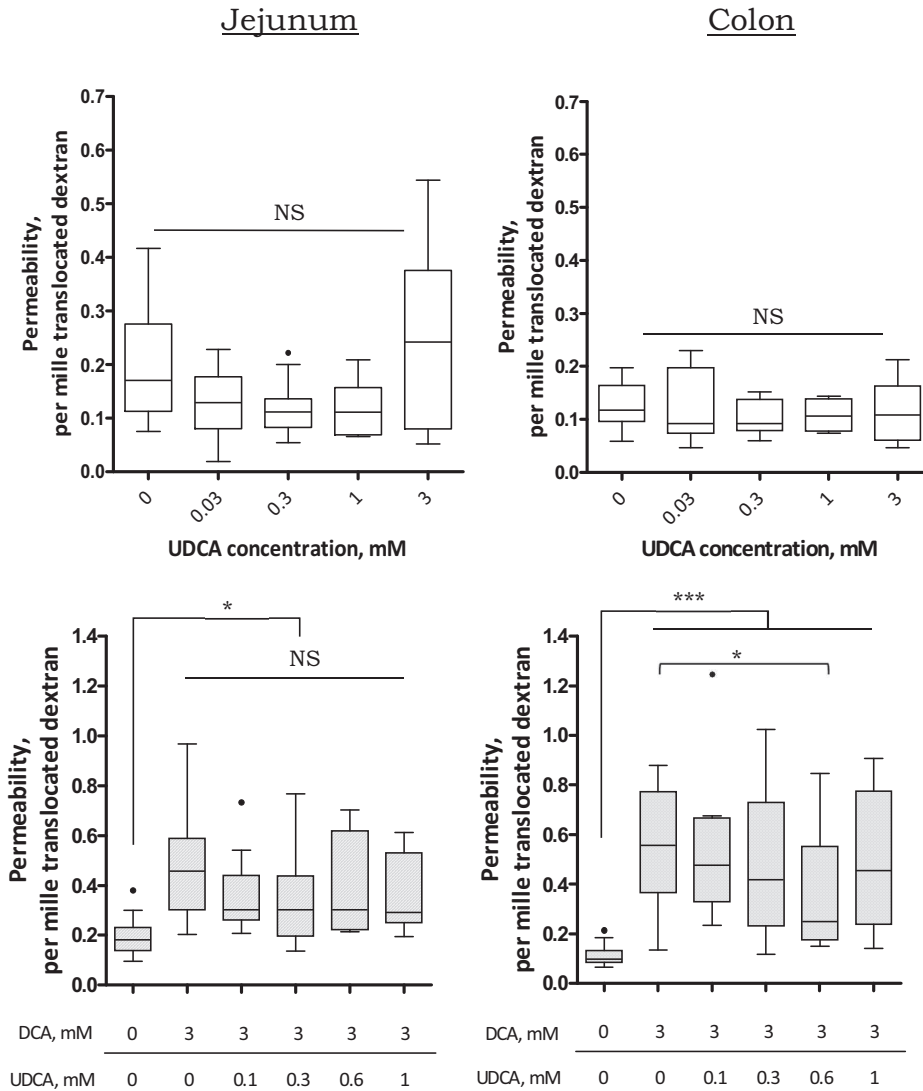 Jejunum
Colon
Permeability,
per mille translocated dextran
0.7
0.6
0.5
0.4
0.3
0.2
0.1
0.0
NS
0
0.03
0.3
1
3
UDCA concentration, mM
Permeability,
per mille translocated dextran
0.7
0.6
0.5
0.4
0.3
0.2
0.1
0.0
NS
0
0.03
0.3
1
3
UDCA concentration, mM
Permeability,
per mille translocated dextran
1.4
1.2
1.0
0.8
0.6
0.4
0.2
0.0
*
NS
Permeability,
per mille translocated dextran
1.4
1.2
1.0
0.8
0.6
0.4
0.2
0.0
***
*
DCA, mM 0 3 3 3 3 3 0 3 3 3 3 3
UDCA, mM 0 0 0.1 0.3 0.6 1 0 0 0.1 0.3 0.6 1